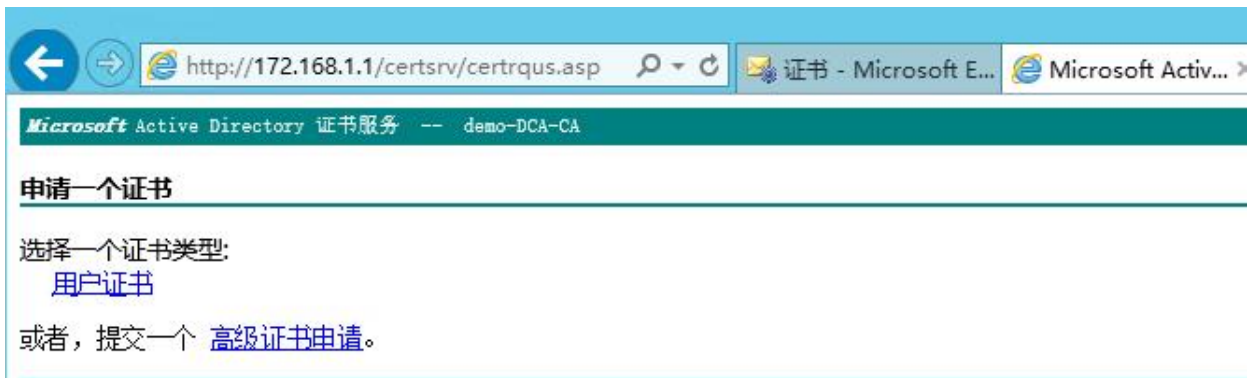 http://172.168.1.1/certsrv/certrqus.asp
证书 - Microsoft E...
Microsoft Activ...
Microsoft Active Directory 证书服务 -- demo-DCA-CA
申请一个证书
选择一个证书类型:
用户证书
或者，提交一个 高级证书申请。